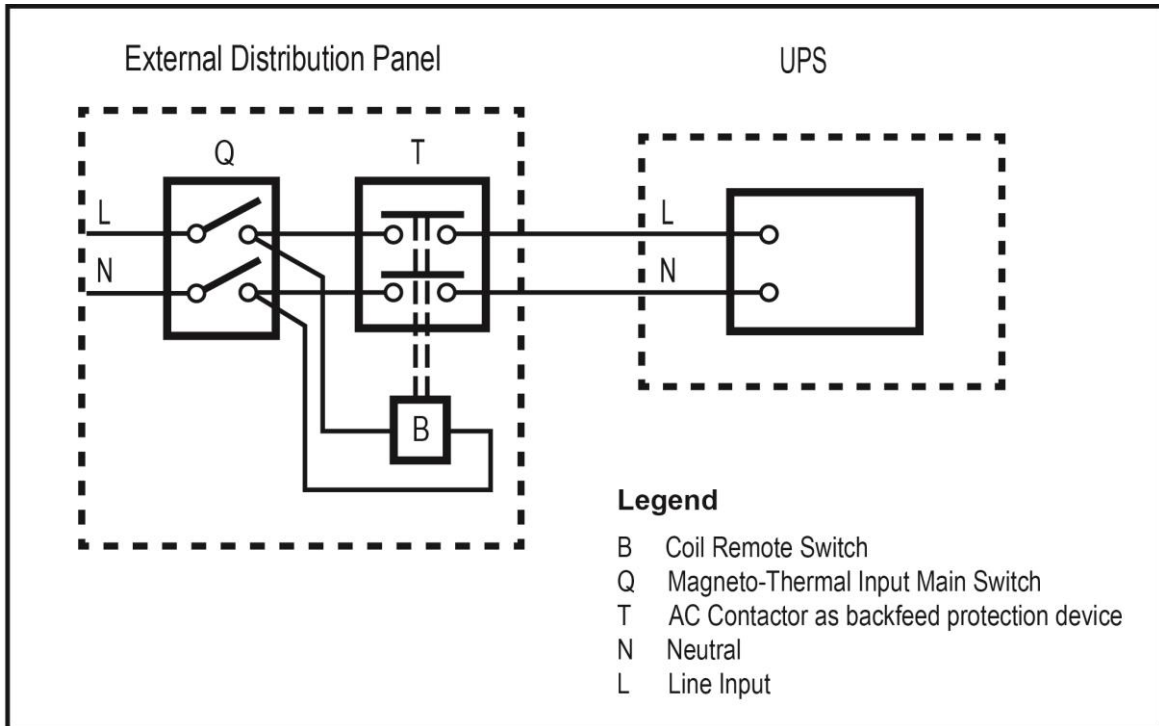 External Distribution Panel
UPS
Q
T
L
L
N
N
B
Legend
B Coil Remote Switch
Q Magneto-Thermal Input Main Switch
T AC Contactor as backfeed protection device
N Neutral
L Line Input